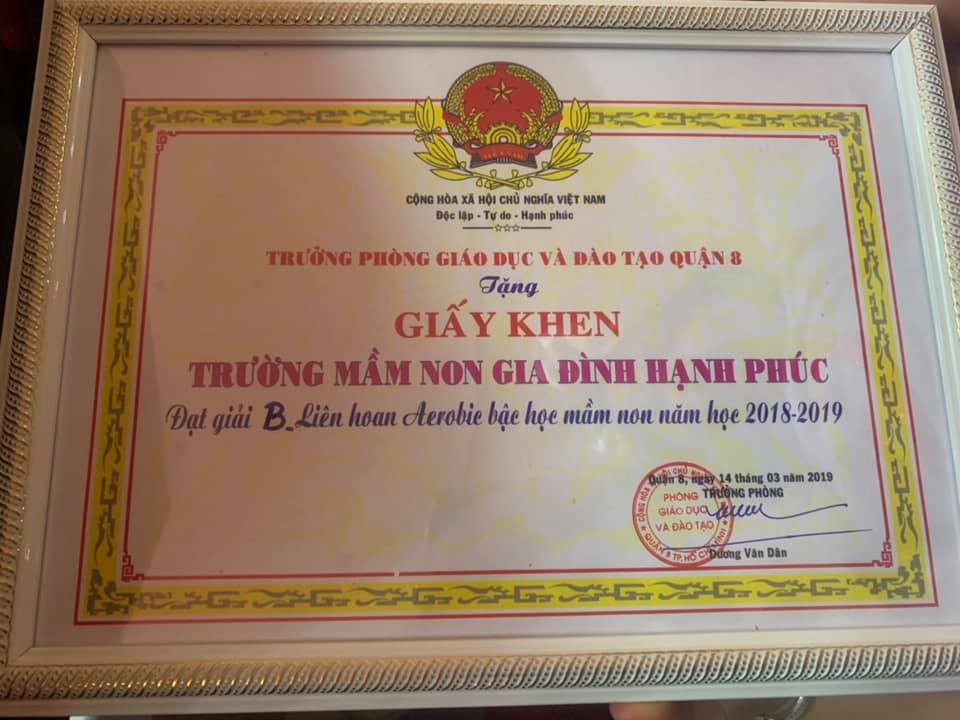 VIỆT NAM
CỘNG HÒA XÃ HỘI CHỦ NGHĨA VIỆT NAM
Độc lập - Tự do - Hạnh phúc
TRƯỞNG PHÒNG GIÁO DỤC VÀ ĐÀO TẠO QUẬN 8
Tặng
GIẤY KHEN
TRƯỜNG MẦM NON GIA ĐÌNH HẠNH PHÚC
Đạt giải B_Liên hoan Aerobic bậc học mầm non năm học 2018-2019
Quận 8, ngày 14 tháng 03 năm 2019
TRƯỞNG PHÒNG
PHÒNG
GIÁO DỤC
VÀ ĐÀO TẠO
Dương Văn Dân